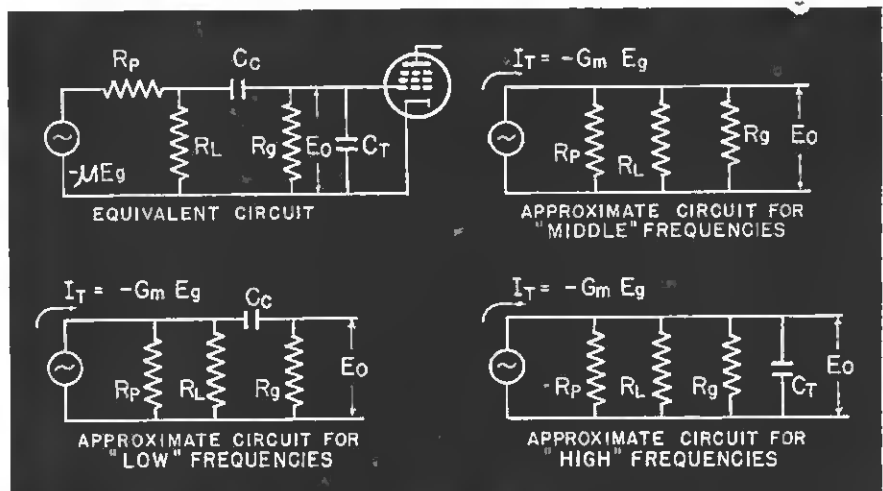 Rp
Cc
RL
Rg
Eo
CT
-μEg
EQUIVALENT CIRCUIT
IT = -Gm Eg
Rp
RL
Rg
Eo
APPROXIMATE CIRCUIT FOR
"MIDDLE" FREQUENCIES
IT = -Gm Eg
Cc
Rp
RL
Rg
Eo
APPROXIMATE CIRCUIT FOR
"LOW" FREQUENCIES
IT = -Gm Eg
Rp
RL
Rg
CT
Eo
APPROXIMATE CIRCUIT FOR
"HIGH" FREQUENCIES